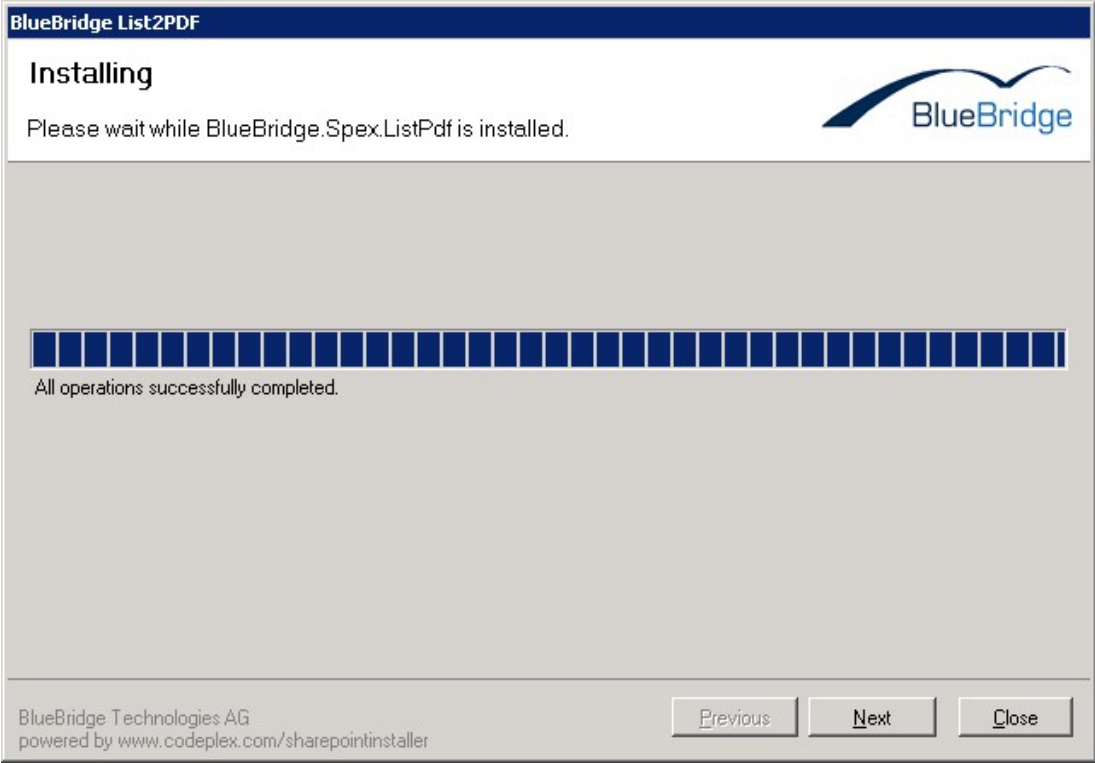 BlueBridge List2PDF
Installing
Please wait while BlueBridge.Spex.ListPdf is installed.
BlueBridge
All operations successfully completed.
BlueBridge Technologies AG
powered by www.codeplex.com/sharepointinstaller
Previous
Next
Close